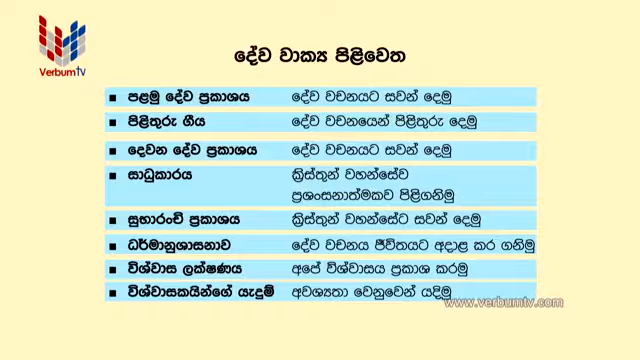 VerbumTV
දේව වාක්‍ය පිළිවෙත
■ පළමු දේව ප්‍රකාශය දේව වචනයට සවන් දෙමු
■ පිළිතුරු ගීය දේව වචනයෙන් පිළිතුරු දෙමු
■ දෙවන දේව ප්‍රකාශය දේව වචනයට සවන් දෙමු
■ සාධුකාරය ක්‍රිස්තුන් වහන්සේව
ප්‍රශංසනාත්මකව පිළිගනිමු
■ සුභාරංචි ප්‍රකාශය ක්‍රිස්තුන් වහන්සේට සවන් දෙමු
■ ධර්මානුශාසනාව දේව වචනය ජීවිතයට අදාළ කර ගනිමු
■ විශ්වාස ලක්ෂණය අපේ විශ්වාසය ප්‍රකාශ කරමු
■ විශ්වාසකයින්ගේ යැදුම් අවශ්‍යතා වෙනුවෙන් යදිමු
www.verbumtv.com